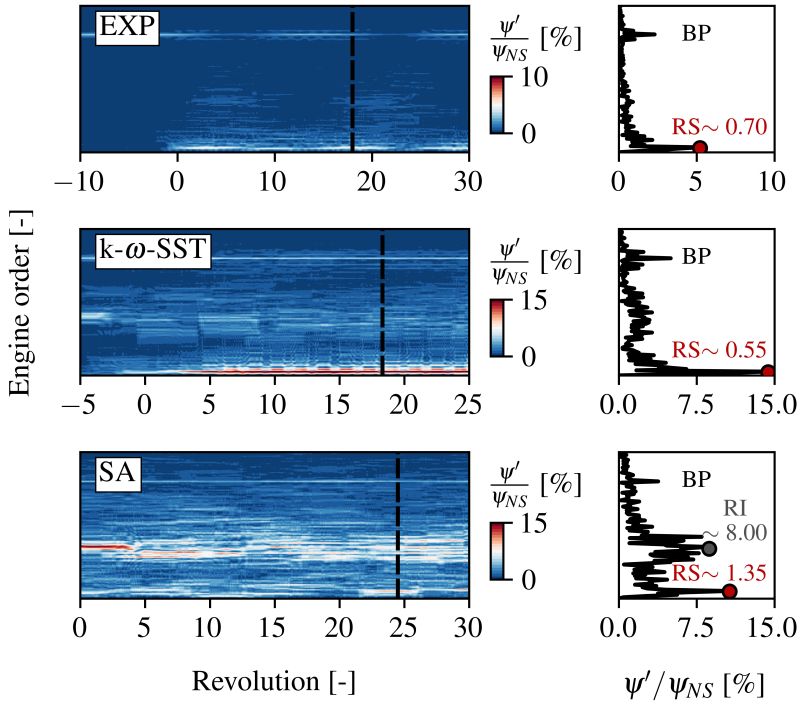 EXP
ψ′/ψNS [%]
10
0
BP
RS~ 0.70
−10 0 10 20 30
0 5 10
Engine order [-]
k-ω-SST
ψ′/ψNS [%]
15
0
BP
RS~ 0.55
−5 0 5 10 15 20 25
0.0 7.5 15.0
SA
ψ′/ψNS [%]
15
0
BP
RI
~ 8.00
RS~ 1.35
0 5 10 15 20 25 30
0.0 7.5 15.0
Revolution [-]
ψ′/ψNS [%]